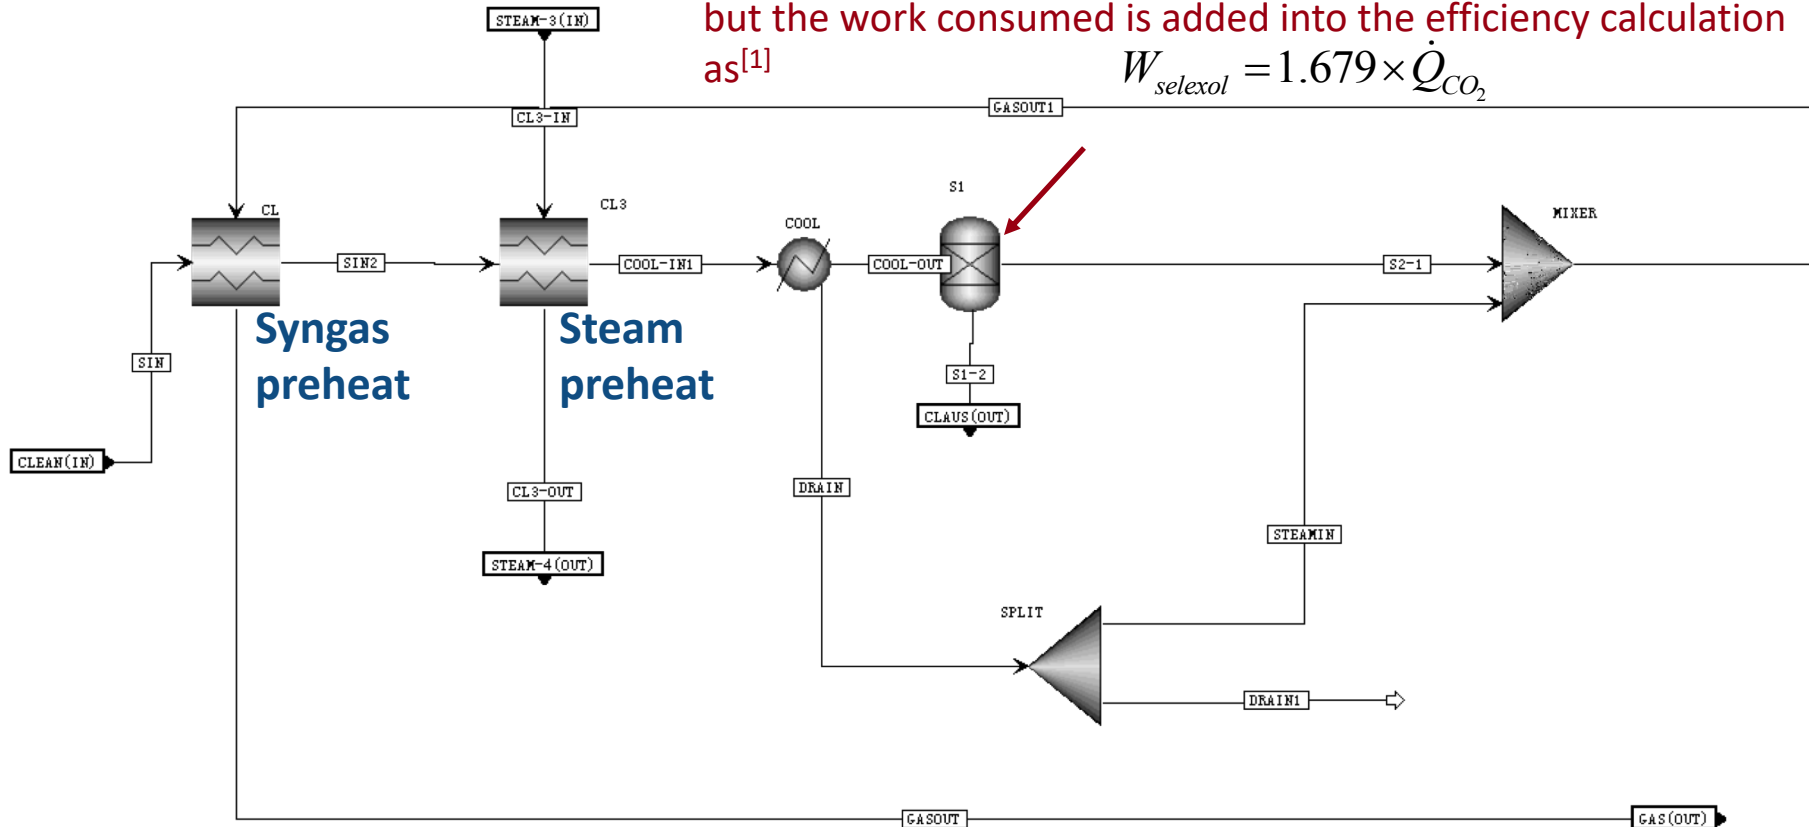 STEAM-3(IN)
but the work consumed is added into the efficiency calculation
as[1]
W_selexol = 1.679 × Q̇_CO₂
GASOUT1
CL3-IN
S1
CL
CL3
COOL
MIXER
SIN2
COOL-IN1
COOL-OUT
S2-1
Syngas
preheat
Steam
preheat
SIN
S1-2
CLAUS(OUT)
CLEAN(IN)
CL3-OUT
DRAIN
STEAMIN
STEAM-4(OUT)
SPLIT
DRAIN1
GASOUT
GAS(OUT)